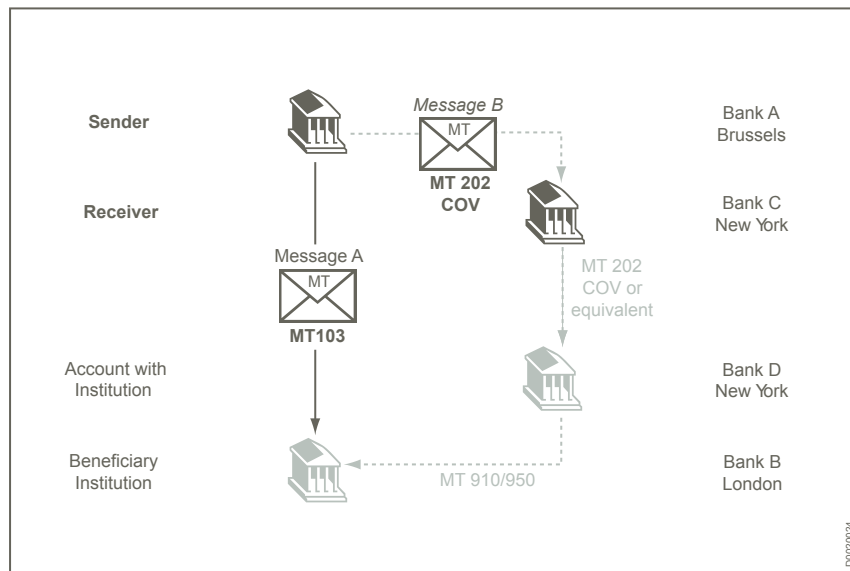 Sender
Message B
MT
MT 202
COV
Bank A
Brussels
Receiver
Bank C
New York
Message A
MT
MT103
MT 202
COV or
equivalent
Account with
Institution
Bank D
New York
Beneficiary
Institution
MT 910/950
Bank B
London
D0020024